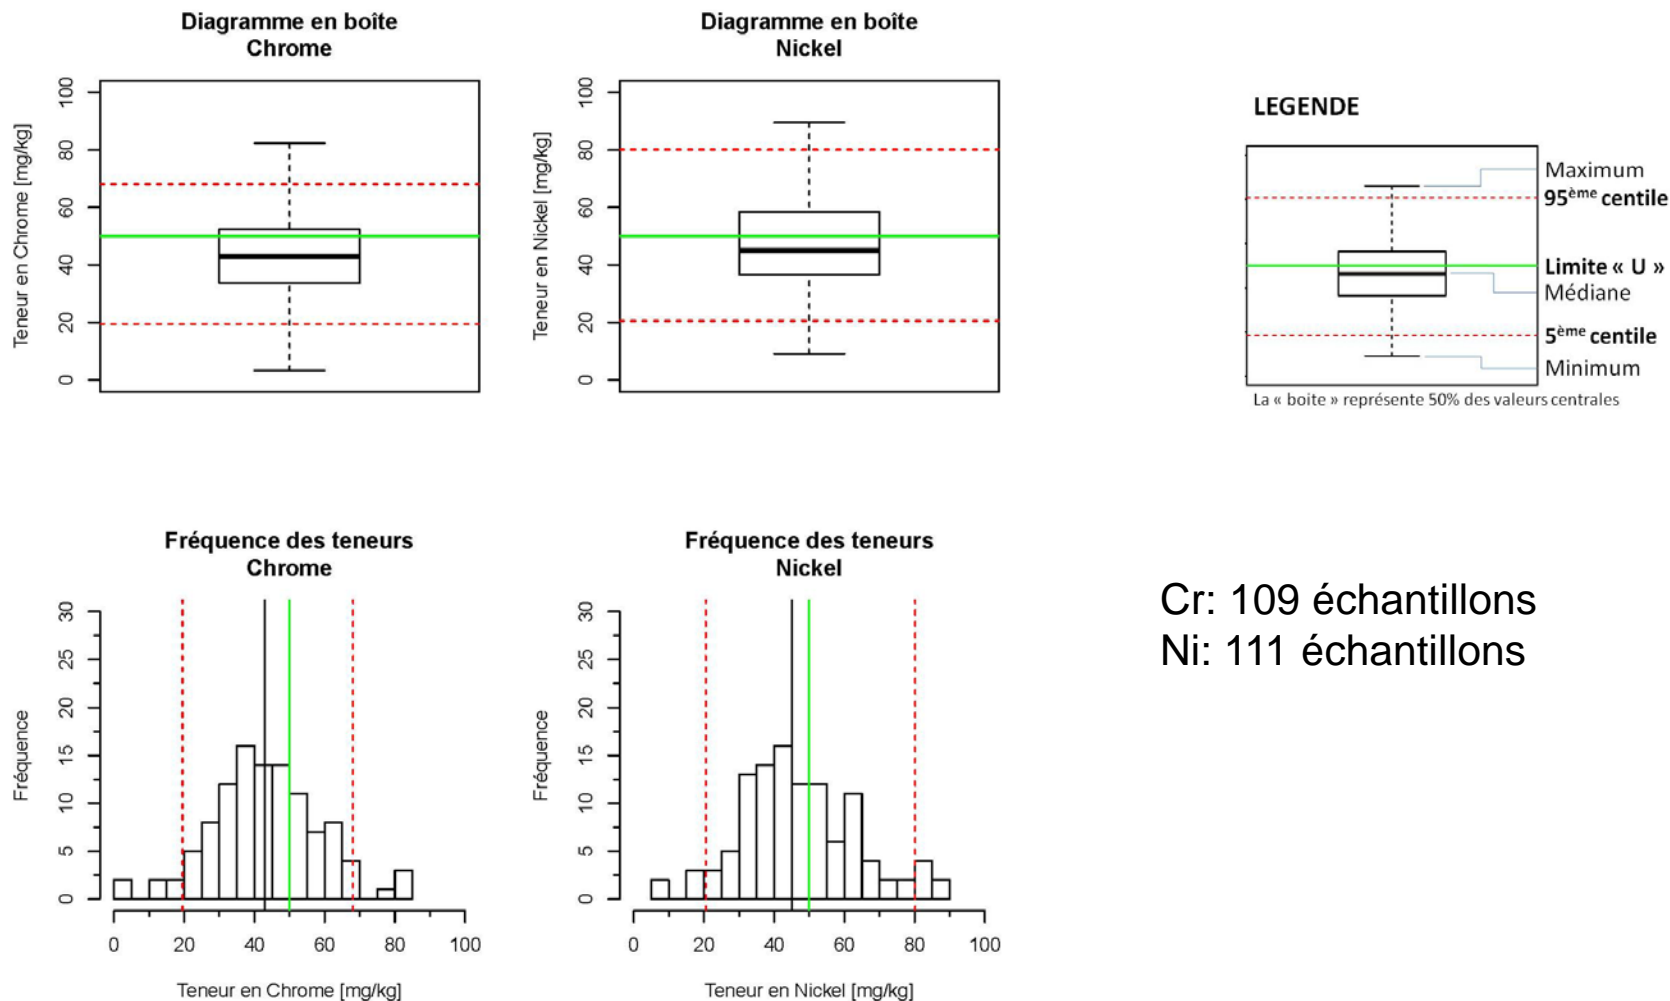 Diagramme en boîte
Chrome
Teneur en Chrome [mg/kg]
100
80
60
40
20
0
Diagramme en boîte
Nickel
Teneur en Nickel [mg/kg]
100
80
60
40
20
0
LEGENDE
Maximum
95ème centile
Limite « U »
Médiane
5ème centile
Minimum
La « boite » représente 50% des valeurs centrales
Fréquence des teneurs
Chrome
Fréquence
30
25
20
15
10
5
0
0 20 40 60 80 100
Teneur en Chrome [mg/kg]
Fréquence des teneurs
Nickel
Fréquence
30
25
20
15
10
5
0
0 20 40 60 80 100
Teneur en Nickel [mg/kg]
Cr: 109 échantillons
Ni: 111 échantillons